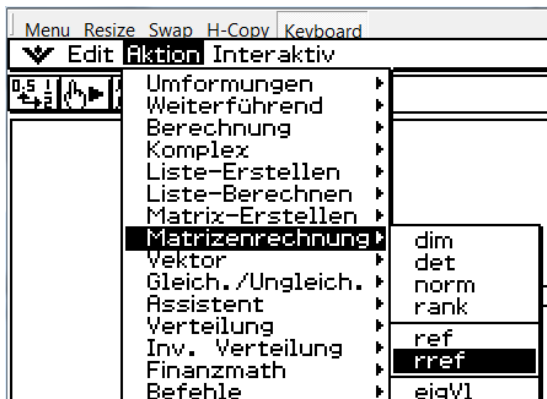 Menu Resize Swap H-Copy Keyboard
Edit Aktion Interaktiv
Umformungen
Weiterführend
Berechnung
Komplex
Liste-Erstellen
Liste-Berechnen
Matrix-Erstellen
Matrizenrechnung
Vektor
Gleich./Ungleich.
Assistent
Verteilung
Inv. Verteilung
Finanzmath
Befehle
dim
det
norm
rank
ref
rref
eigVl